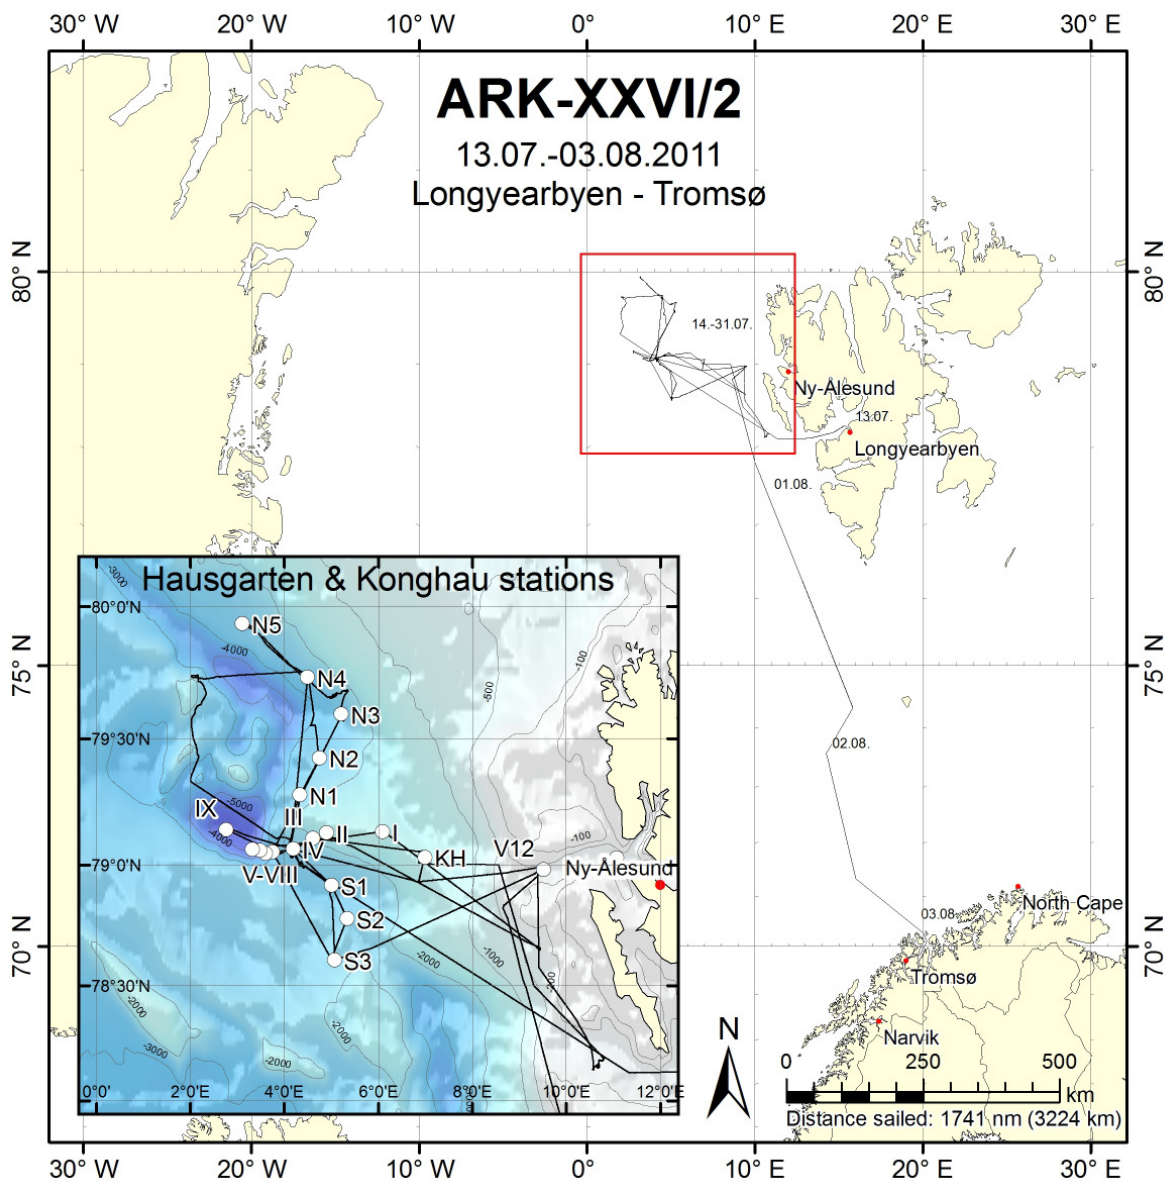 30° W
20° W
10° W
0°
10° E
20° E
30 E
ARK-XXVI/2
13.07.-03.08.2011
Longyearbyen - Tromsø
80° N
80° N
14.-31.07.
Ny-Ålesund
13.07.
Longyearbyen
01.08.
Hausgarten & Konghau stations
-3000
80°0'N
N5
-4000
-100
N4
-500
75° N
75° N
N3
79°30'N
N2
02.08.
N1
-5000
IX
III
-4000
II
I
-100
IV
V12
KH
79°0'N
V-VIII
Ny-Ålesund
S1
North Cape
S2
03.08.
70° N
70° N
S3
-2000
-1000
-200
Tromsø
78°30'N
-2000
-2000
Narvik
-3000
-2000
N
0
250
500
km
0°0'
2°0'E
4°0'E
6°0'E
8°0'E
10°0'E
12°0'E
Distance sailed: 1741 nm (3224 km)
30° W
20° W
10° W
0°
10° E
20° E
30 E